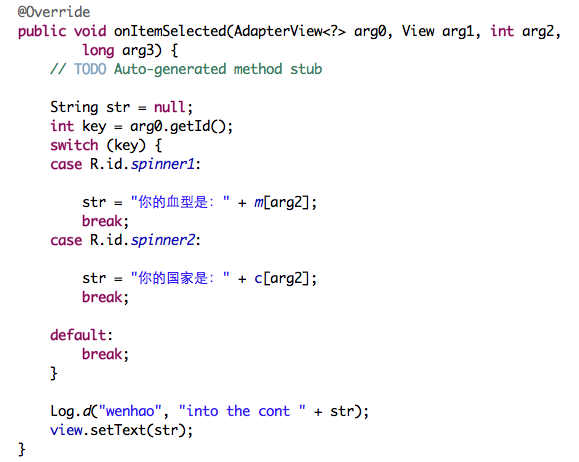 @Override
public void onItemSelected(AdapterView<?> arg0, View arg1, int arg2,
        long arg3) {
    // TODO Auto-generated method stub

    String str = null;
    int key = arg0.getId();
    switch (key) {
    case R.id.spinner1:

        str = "你的血型是：" + m[arg2];
        break;
    case R.id.spinner2:

        str = "你的国家是：" + c[arg2];
        break;

    default:
        break;
    }

    Log.d("wenhao", "into the cont " + str);
    view.setText(str);
}